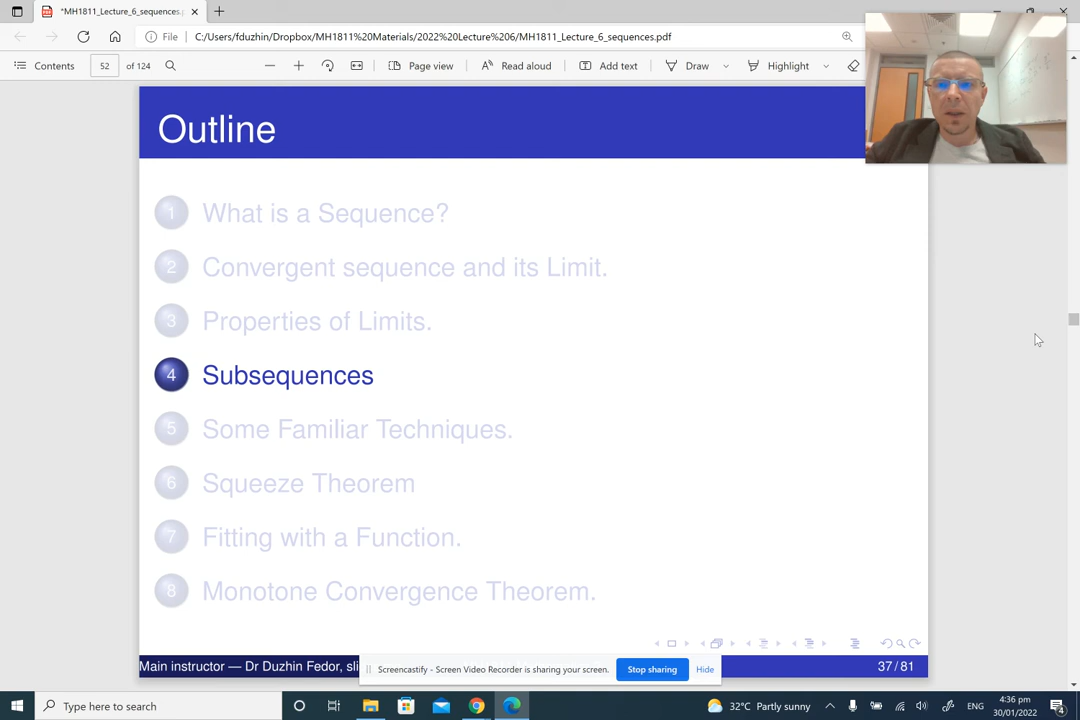 *MH1811_Lecture_6_sequences.p
File C:/Users/fduzhin/Dropbox/MH1811%20Materials/2022%20Lecture%206/MH1811_Lecture_6_sequences.pdf
Contents 52 of 124 Page view Read aloud Add text Draw Highlight
Outline
1 What is a Sequence?
2 Convergent sequence and its Limit.
3 Properties of Limits.
4 Subsequences
5 Some Familiar Techniques.
6 Squeeze Theorem
7 Fitting with a Function.
8 Monotone Convergence Theorem.
Main instructor — Dr Duzhin Fedor, sli 37/81
Screencastify - Screen Video Recorder is sharing your screen. Stop sharing Hide
Type here to search 32°C Partly sunny ENG 4:36 pm
30/01/2022 4